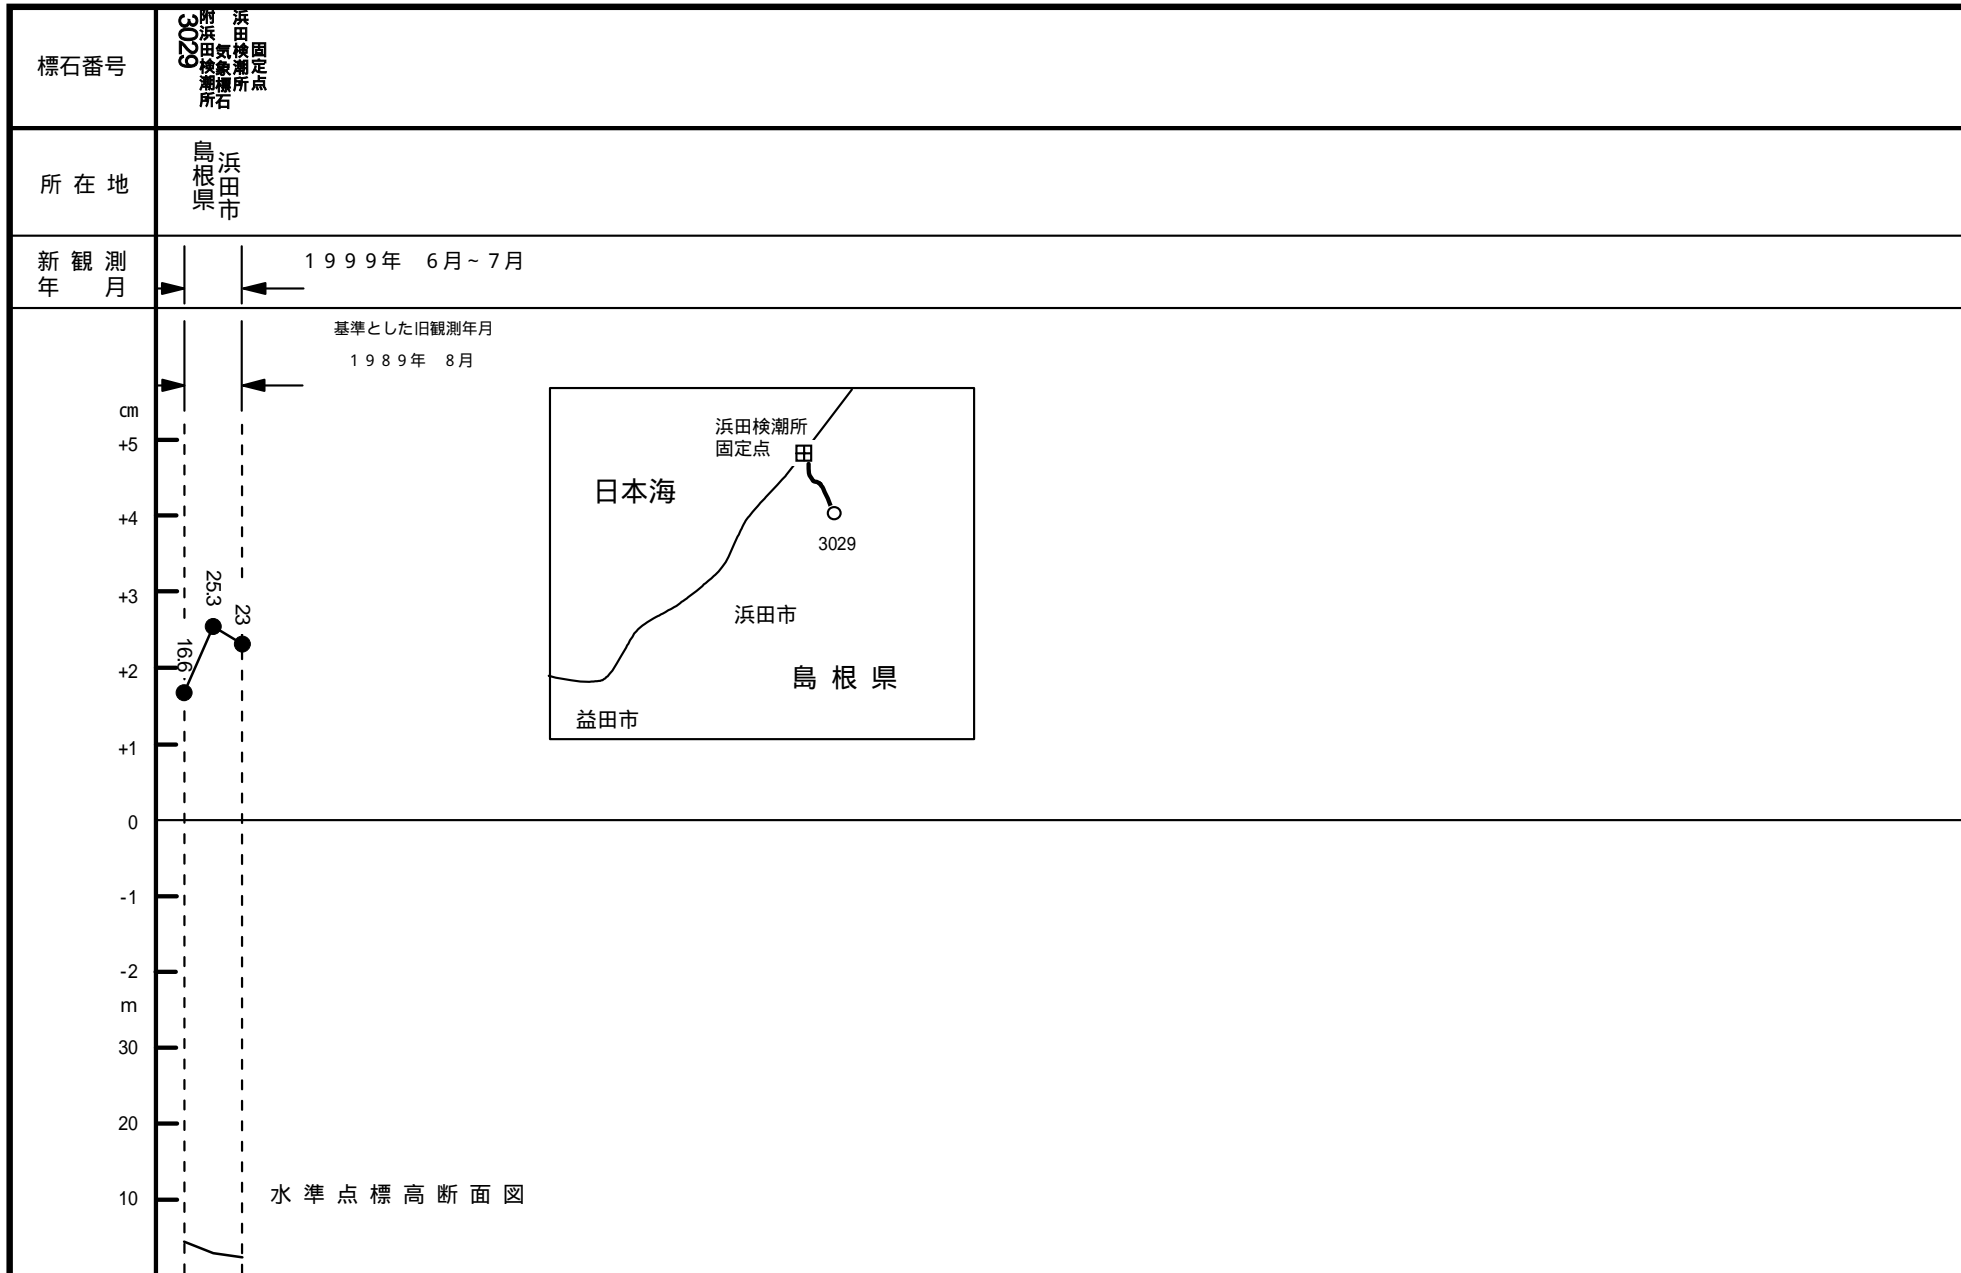 標石番号
3029
附浜田検潮所
気象標石
浜田検潮所
固定点
所在地
島根県
浜田市
新観測
年月
1999年 6月~7月
基準とした旧観測年月
1989年 8月
cm
+5
+4
+3
+2
+1
0
-1
-2
m
30
20
10
16.6
25.3
23
浜田検潮所
固定点
日本海
3029
浜田市
島根県
益田市
水準点標高断面図